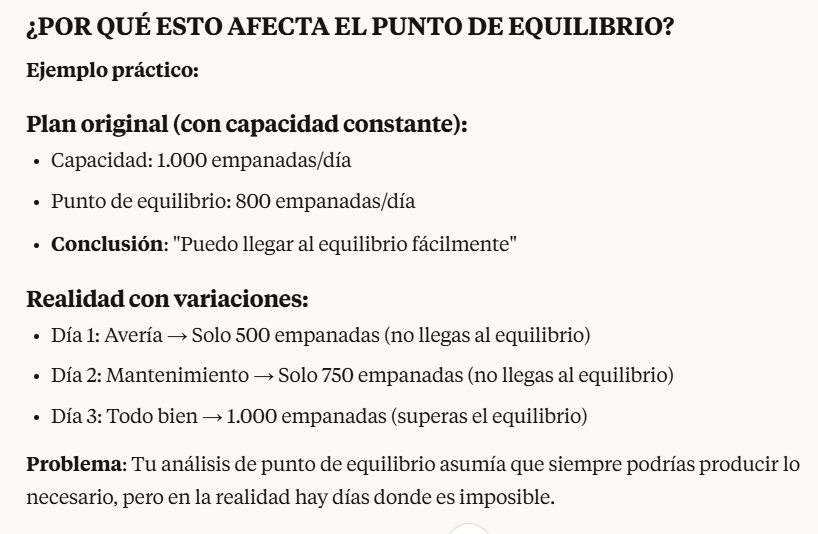 ¿POR QUÉ ESTO AFECTA EL PUNTO DE EQUILIBRIO?
Ejemplo práctico:
Plan original (con capacidad constante):
• Capacidad: 1.000 empanadas/día
• Punto de equilibrio: 800 empanadas/día
• Conclusión: "Puedo llegar al equilibrio fácilmente"
Realidad con variaciones:
• Día 1: Avería → Solo 500 empanadas (no llegas al equilibrio)
• Día 2: Mantenimiento → Solo 750 empanadas (no llegas al equilibrio)
• Día 3: Todo bien → 1.000 empanadas (superas el equilibrio)
Problema: Tu análisis de punto de equilibrio asumía que siempre podrías producir lo
necesario, pero en la realidad hay días donde es imposible.